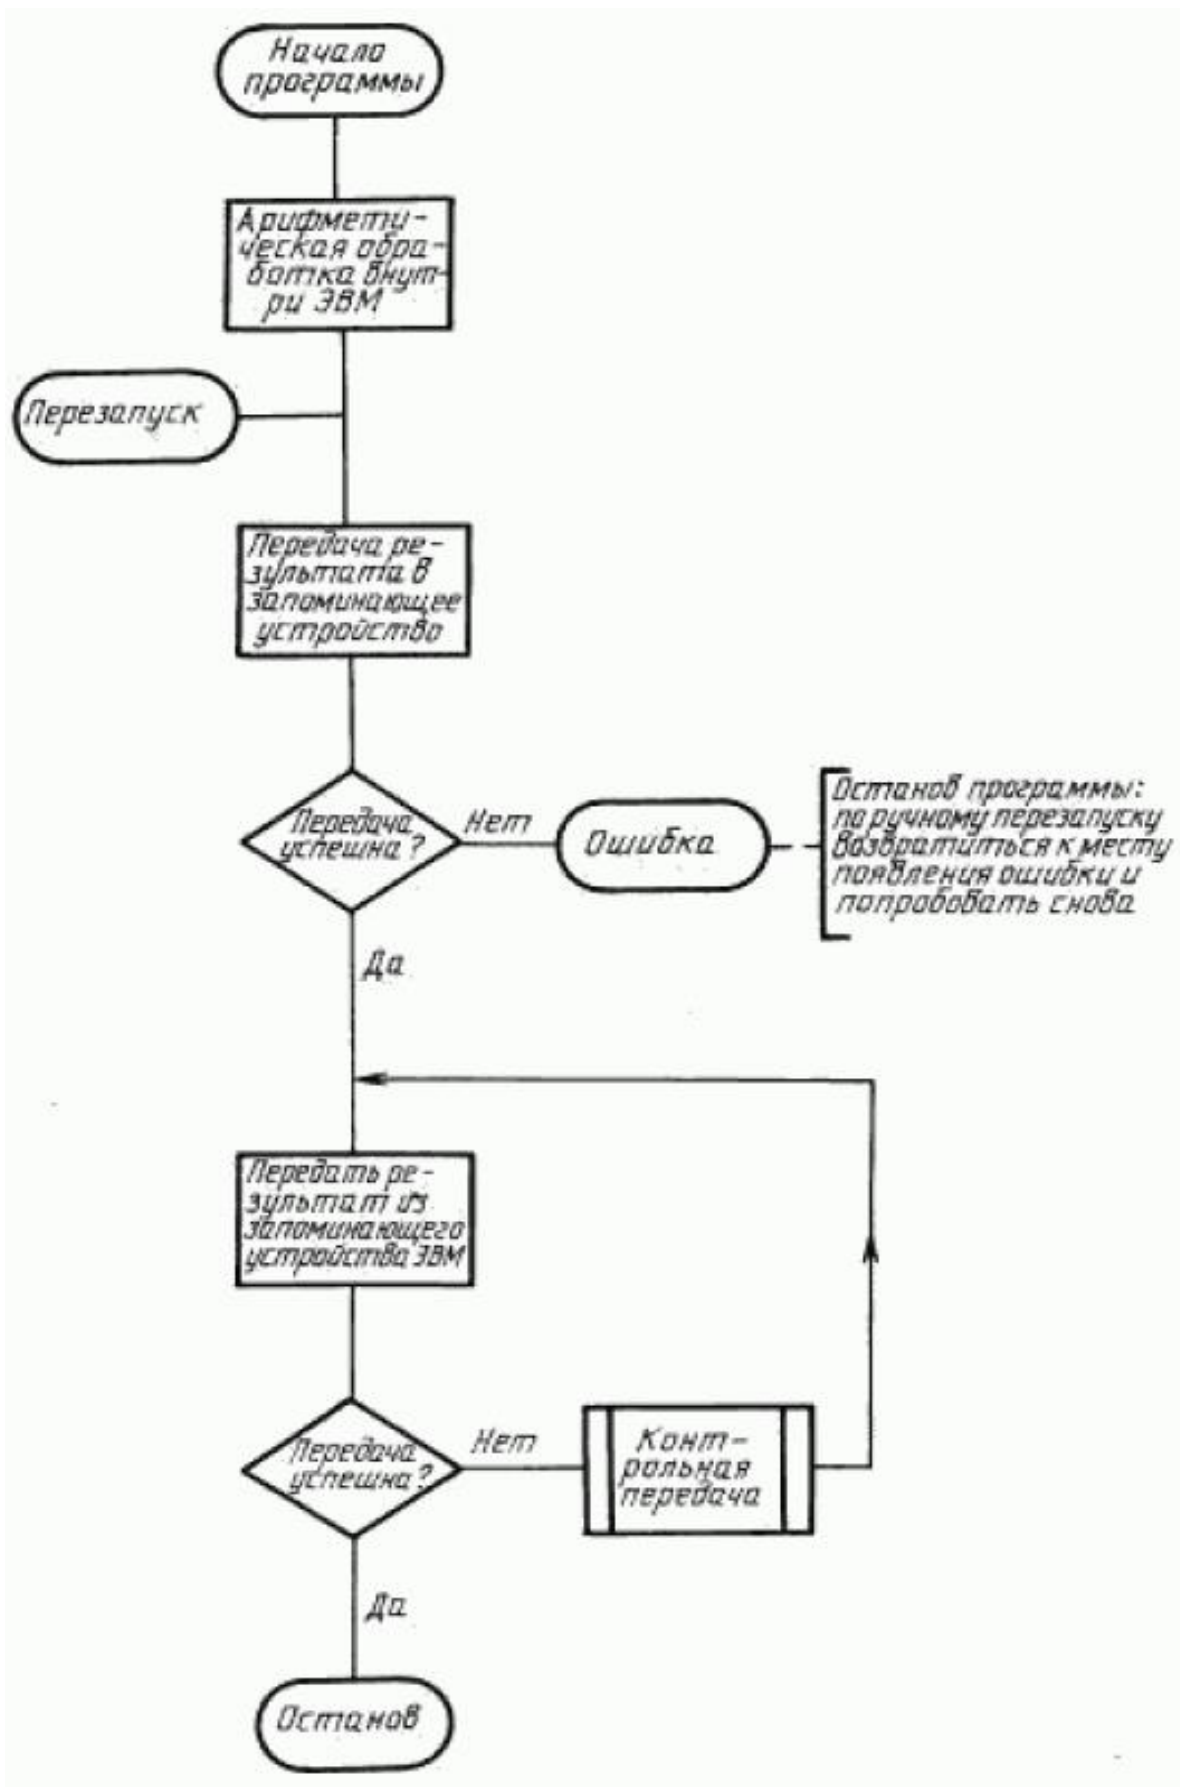 Начало
программы
Арифмети-
ческая обра-
ботка внут-
ри ЭВМ
Перезапуск
Передача ре-
зультата в
запоминающее
устройство
Передача
успешна?
Нет
Ошибка
Останов программы:
по ручному перезапуску
возвратиться к месту
появления ошибки и
попробовать снова
Да
Передать ре-
зультат из
запоминающего
устройства ЭВМ
Передача
успешна?
Нет
Конт-
рольная
передача
Да
Останов